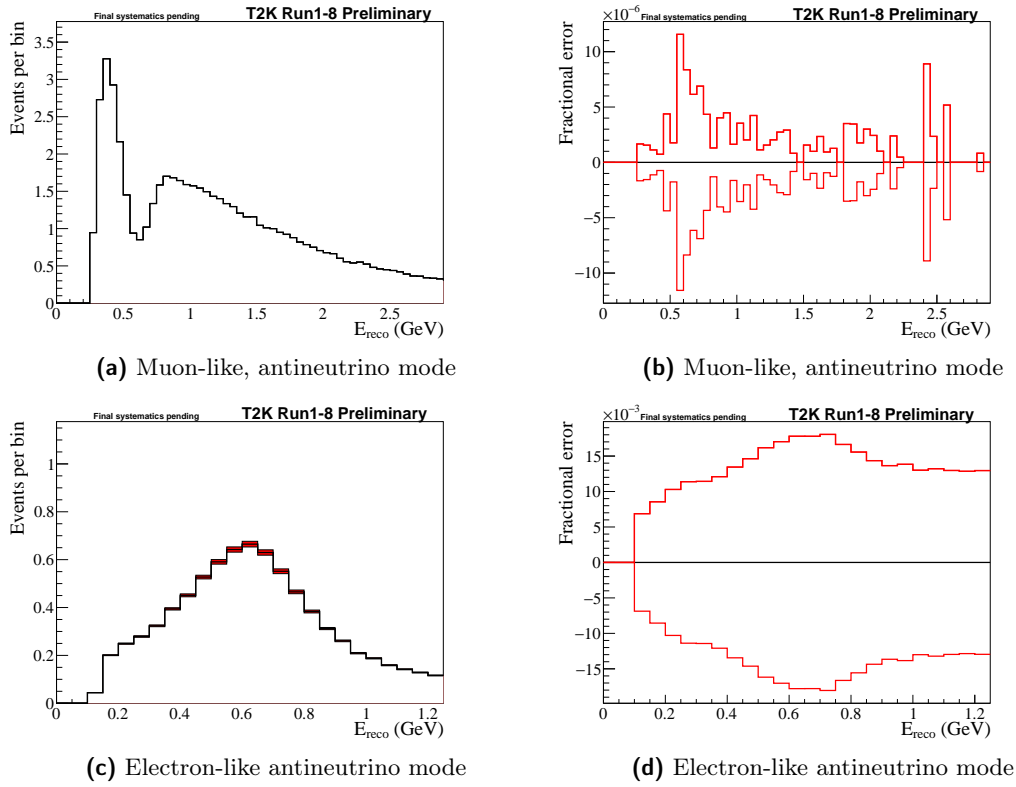 Final systematics pending T2K Run1-8 Preliminary
Events per bin
3.5
3
2.5
2
1.5
1
0.5
0
0 0.5 1 1.5 2 2.5
E_reco (GeV)
(a) Muon-like, antineutrino mode
×10^−6
Final systematics pending T2K Run1-8 Preliminary
Fractional error
10
5
0
−5
−10
0 0.5 1 1.5 2 2.5
E_reco (GeV)
(b) Muon-like, antineutrino mode
Final systematics pending T2K Run1-8 Preliminary
Events per bin
1
0.8
0.6
0.4
0.2
0
0 0.2 0.4 0.6 0.8 1 1.2
E_reco (GeV)
(c) Electron-like antineutrino mode
×10^−3
Final systematics pending T2K Run1-8 Preliminary
Fractional error
15
10
5
0
−5
−10
−15
0 0.2 0.4 0.6 0.8 1 1.2
E_reco (GeV)
(d) Electron-like antineutrino mode